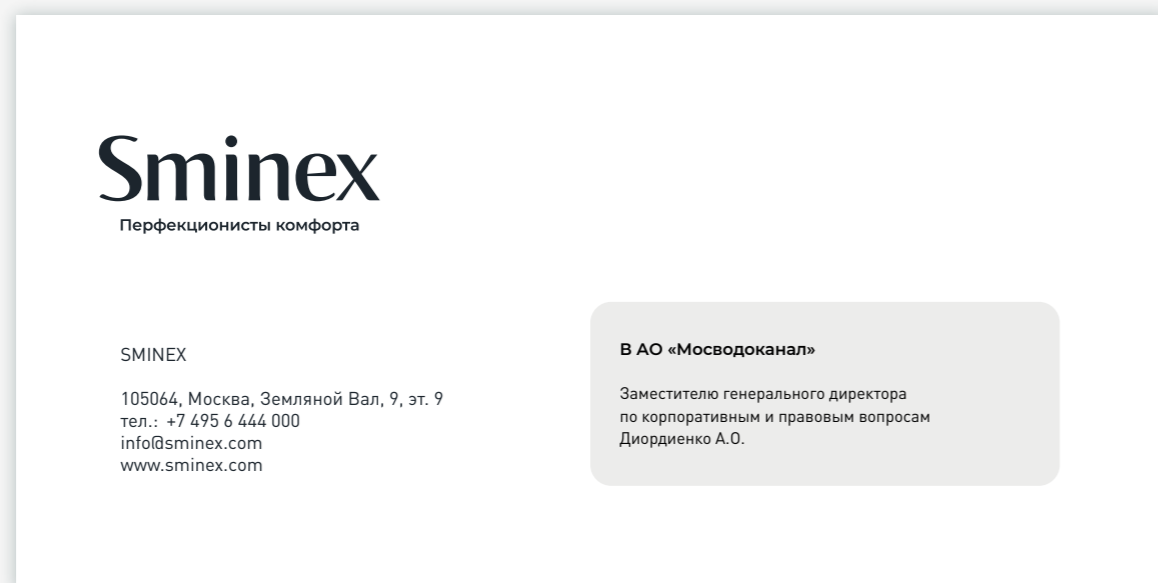 Sminex
Перфекционисты комфорта
SMINEX
105064, Москва, Земляной Вал, 9, эт. 9
тел.: +7 495 6 444 000
info@sminex.com
www.sminex.com
В АО «Мосводоканал»
Заместителю генерального директора
по корпоративным и правовым вопросам
Диордиенко А.О.